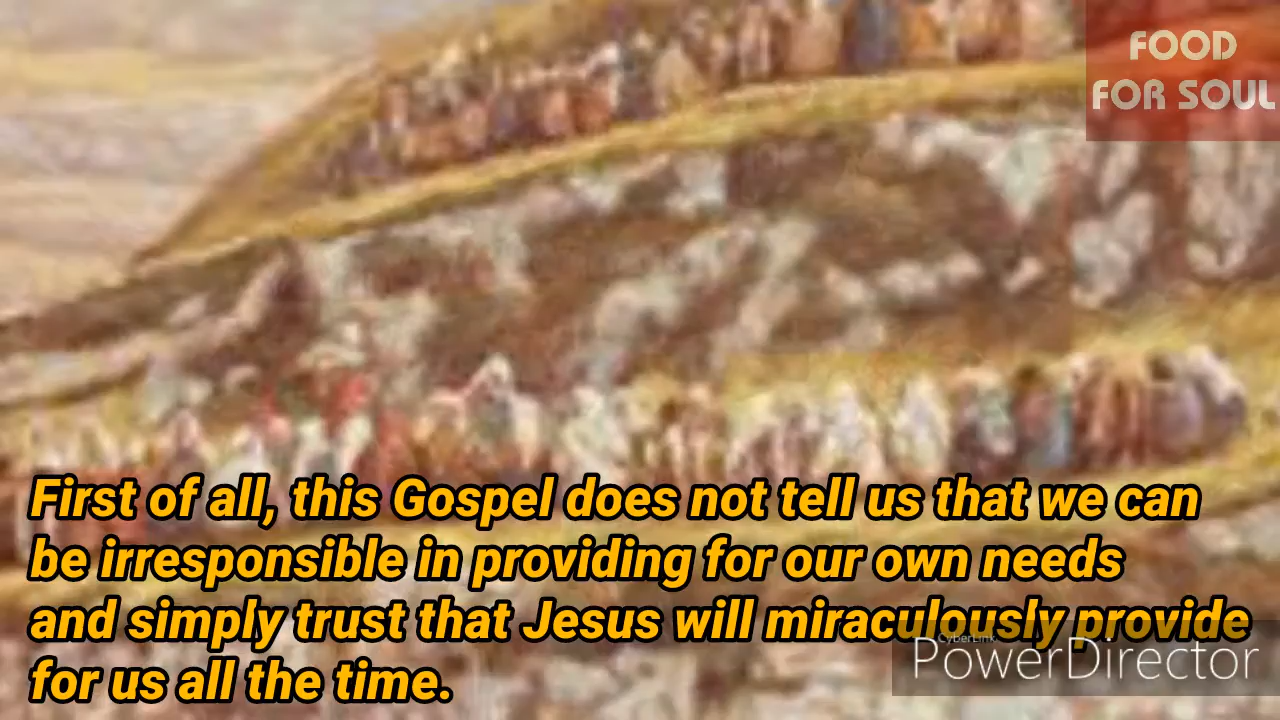 FOOD
FOR SOUL
First of all, this Gospel does not tell us that we can
be irresponsible in providing for our own needs
and simply trust that Jesus will miraculously provide
for us all the time.
CyberLink
PowerDirector